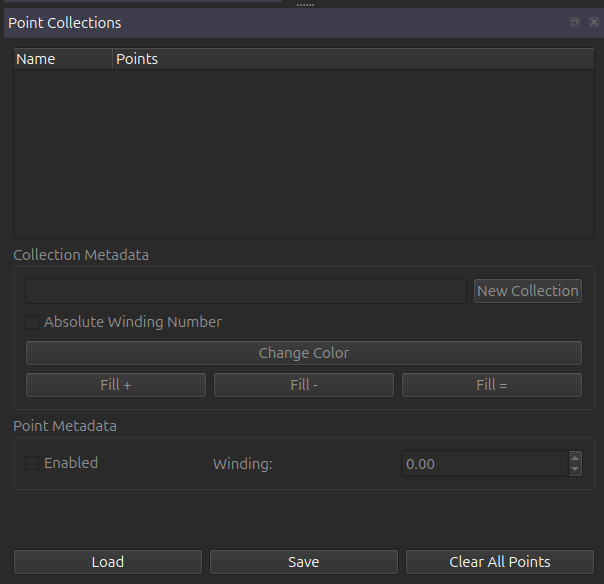 Point Collections
Name Points
Collection Metadata
New Collection
Absolute Winding Number
Change Color
Fill + Fill - Fill =
Point Metadata
Enabled Winding: 0.00
Load Save Clear All Points